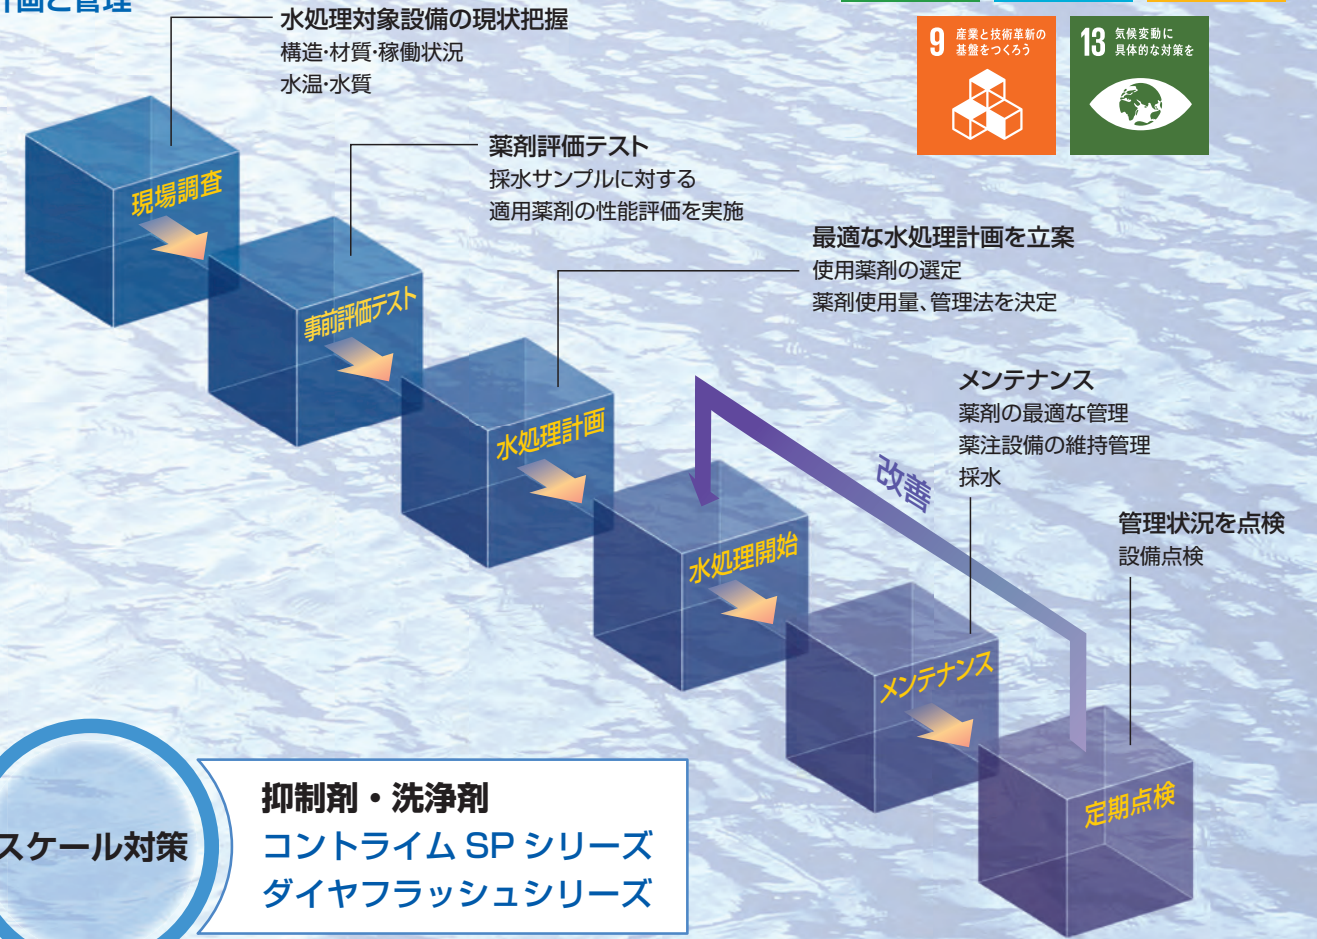 計画と管理
水処理対象設備の現状把握
構造・材質・稼働状況
水温・水質
9 産業と技術革新の
基盤をつくろう
13 気候変動に
具体的な対策を
現場調査
薬剤評価テスト
採水サンプルに対する
適用薬剤の性能評価を実施
事前評価テスト
最適な水処理計画を立案
使用薬剤の選定
薬剤使用量、管理法を決定
水処理計画
メンテナンス
薬剤の最適な管理
薬注設備の維持管理
採水
改善
管理状況を点検
設備点検
水処理開始
メンテナンス
定期点検
スケール対策
抑制剤・洗浄剤
コントライム SP シリーズ
ダイヤフラッシュシリーズ